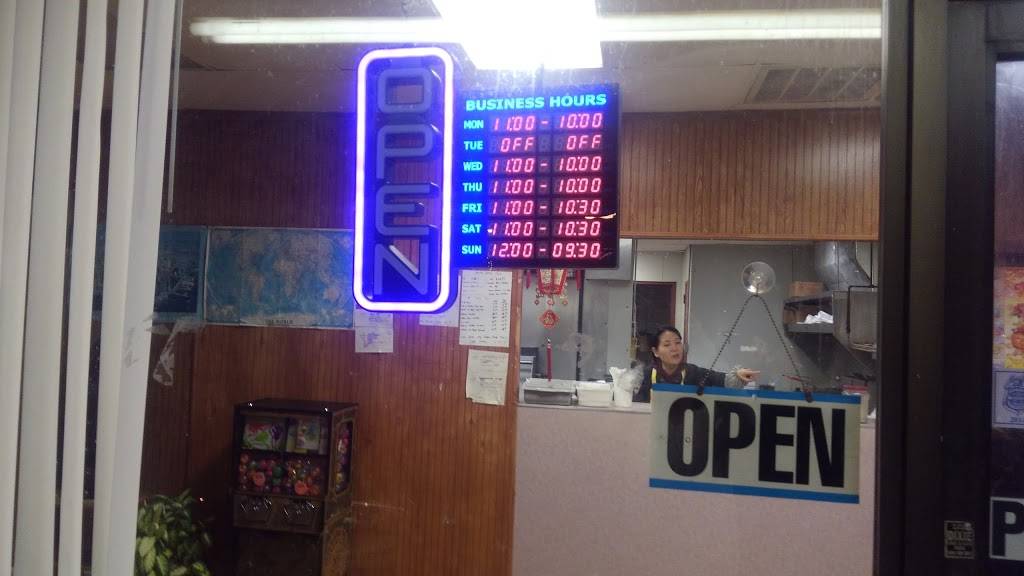 OPEN
BUSINESS HOURS
MON 11:00 - 10:00
TUE OFF OFF
WED 11:00 - 10:00
THU 11:00 - 10:00
FRI 11:00 - 10:30
SAT 11:00 - 10:30
SUN 12:00 - 09:30
OPEN
P